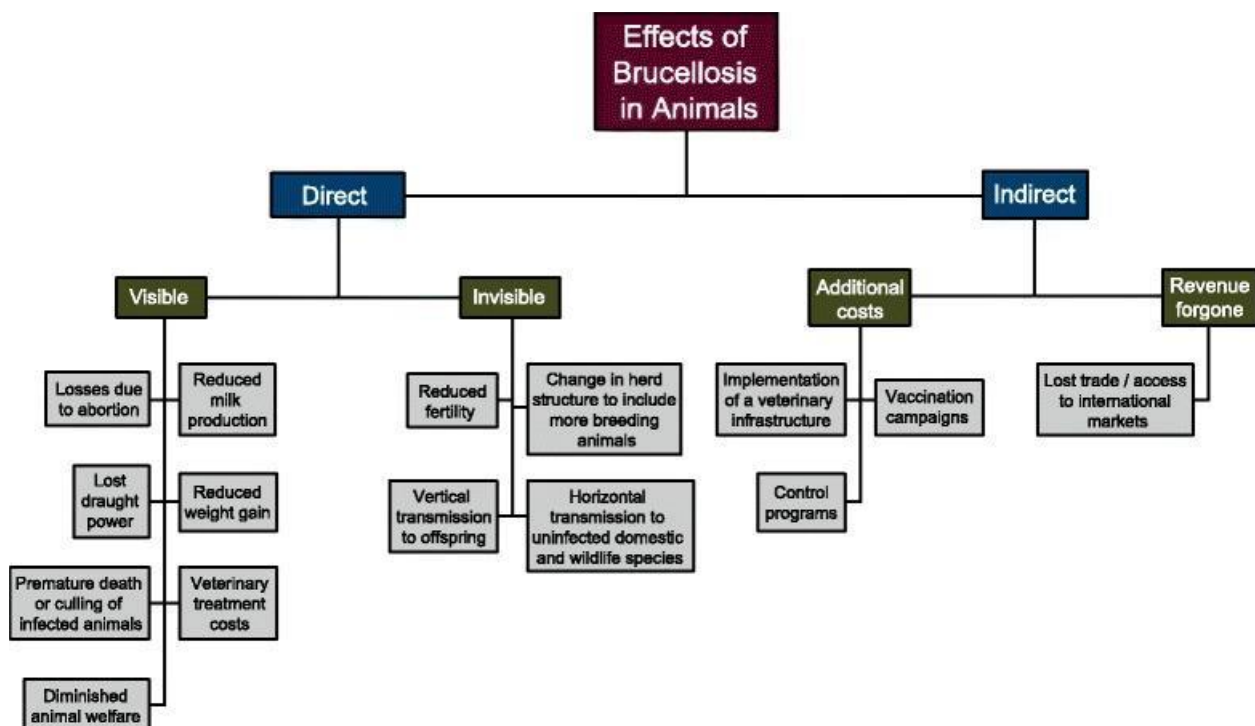 Effects of
Brucellosis
in Animals
Direct
Indirect
Visible
Invisible
Additional
costs
Revenue
forgone
Losses due
to abortion
Reduced
milk
production
Lost
draught
power
Reduced
weight gain
Premature death
or culling of
infected animals
Veterinary
treatment
costs
Diminished
animal welfare
Reduced
fertility
Change in herd
structure to include
more breeding
animals
Vertical
transmission
to offspring
Horizontal
transmission to
uninfected domestic
and wildlife species
Implementation
of a veterinary
infrastructure
Vaccination
campaigns
Control
programs
Lost trade / access
to international
markets